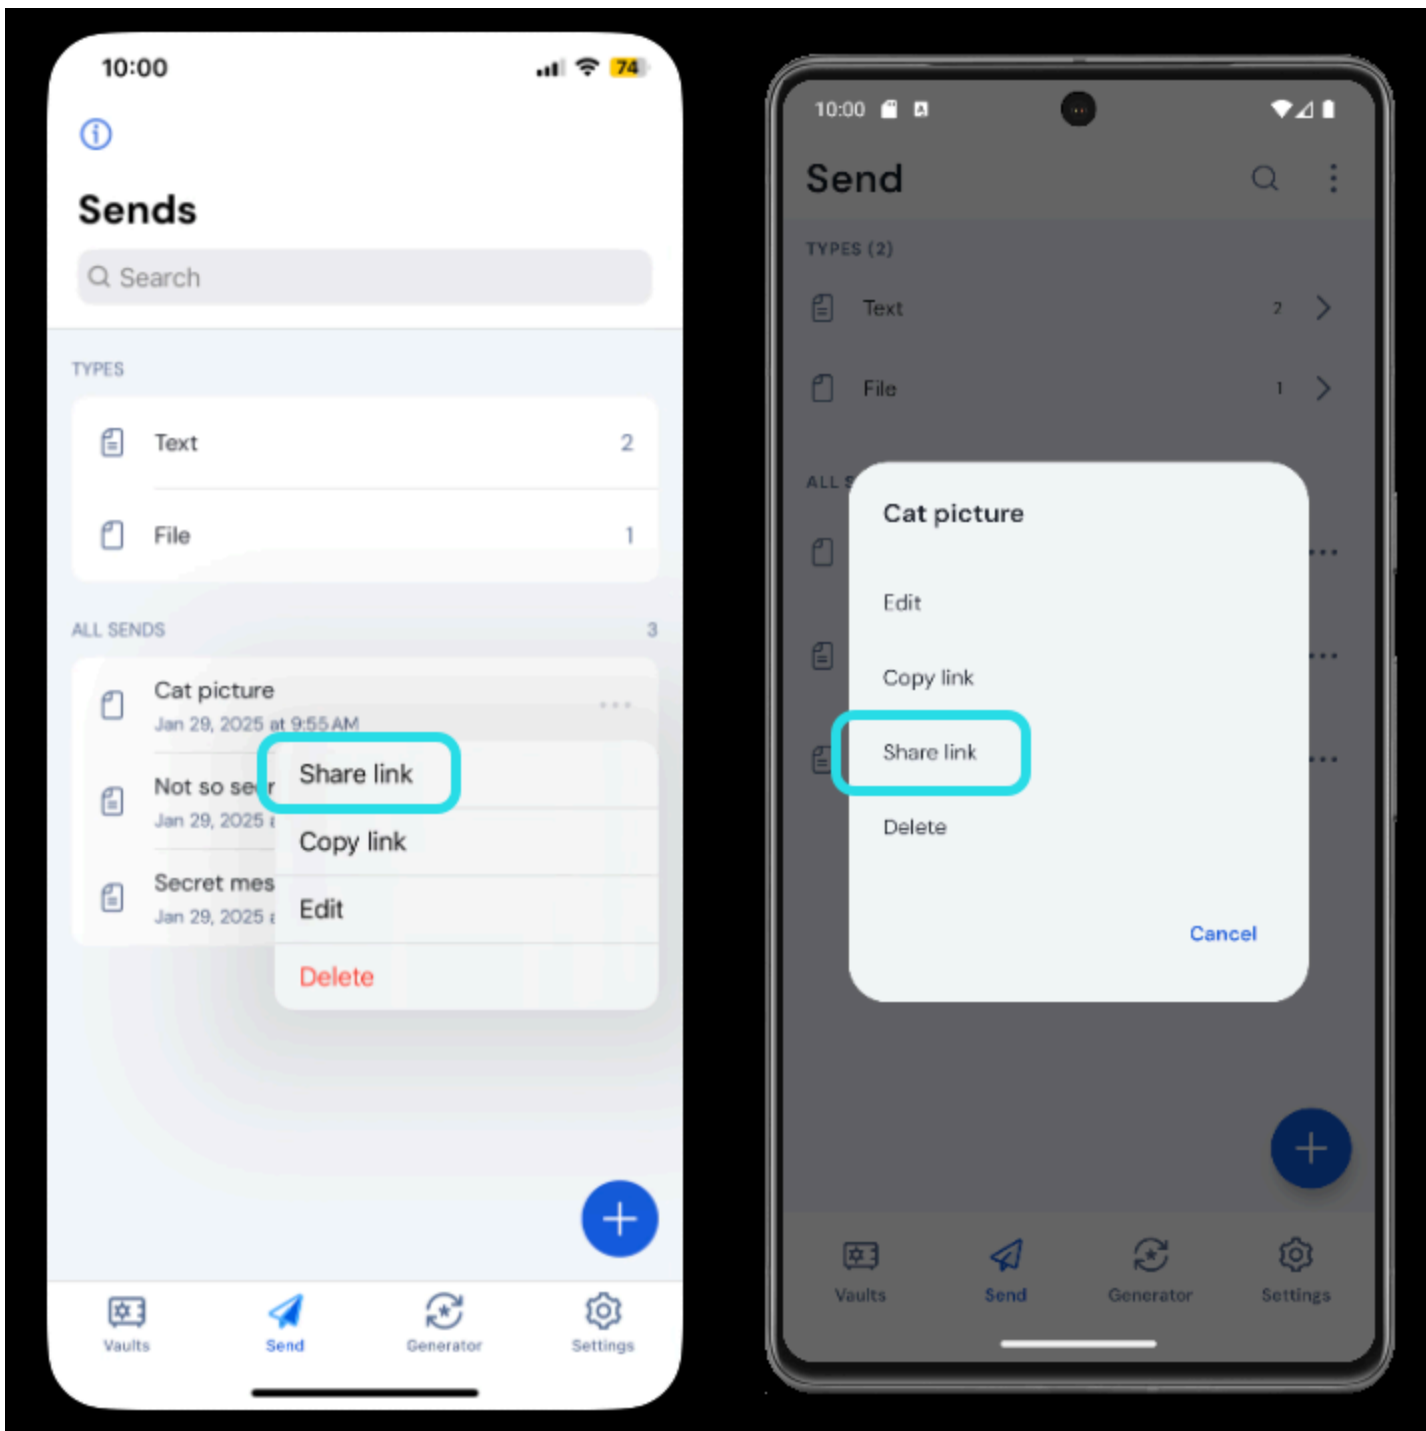 10:00
74
Sends
Search
TYPES
Text 2
File 1
ALL SENDS 3
Cat picture
Jan 29, 2025 at 9:55 AM
Share link
Not so
Jan 29, 2025
Copy link
Secret
Jan 29, 2025
Edit
Delete
Vaults Send Generator Settings
10:00
Send
TYPES (2)
Text 2
File 1
ALL
Cat picture
Edit
Copy link
Share link
Delete
Cancel
Vaults Send Generator Settings